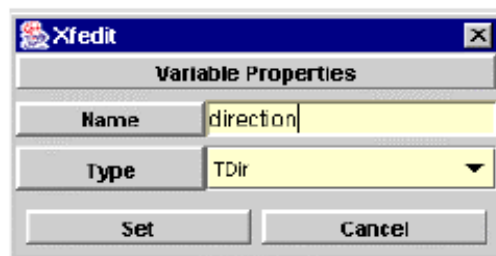 Xfedit
Variable Properties
Name direction
Type TDir
Set Cancel